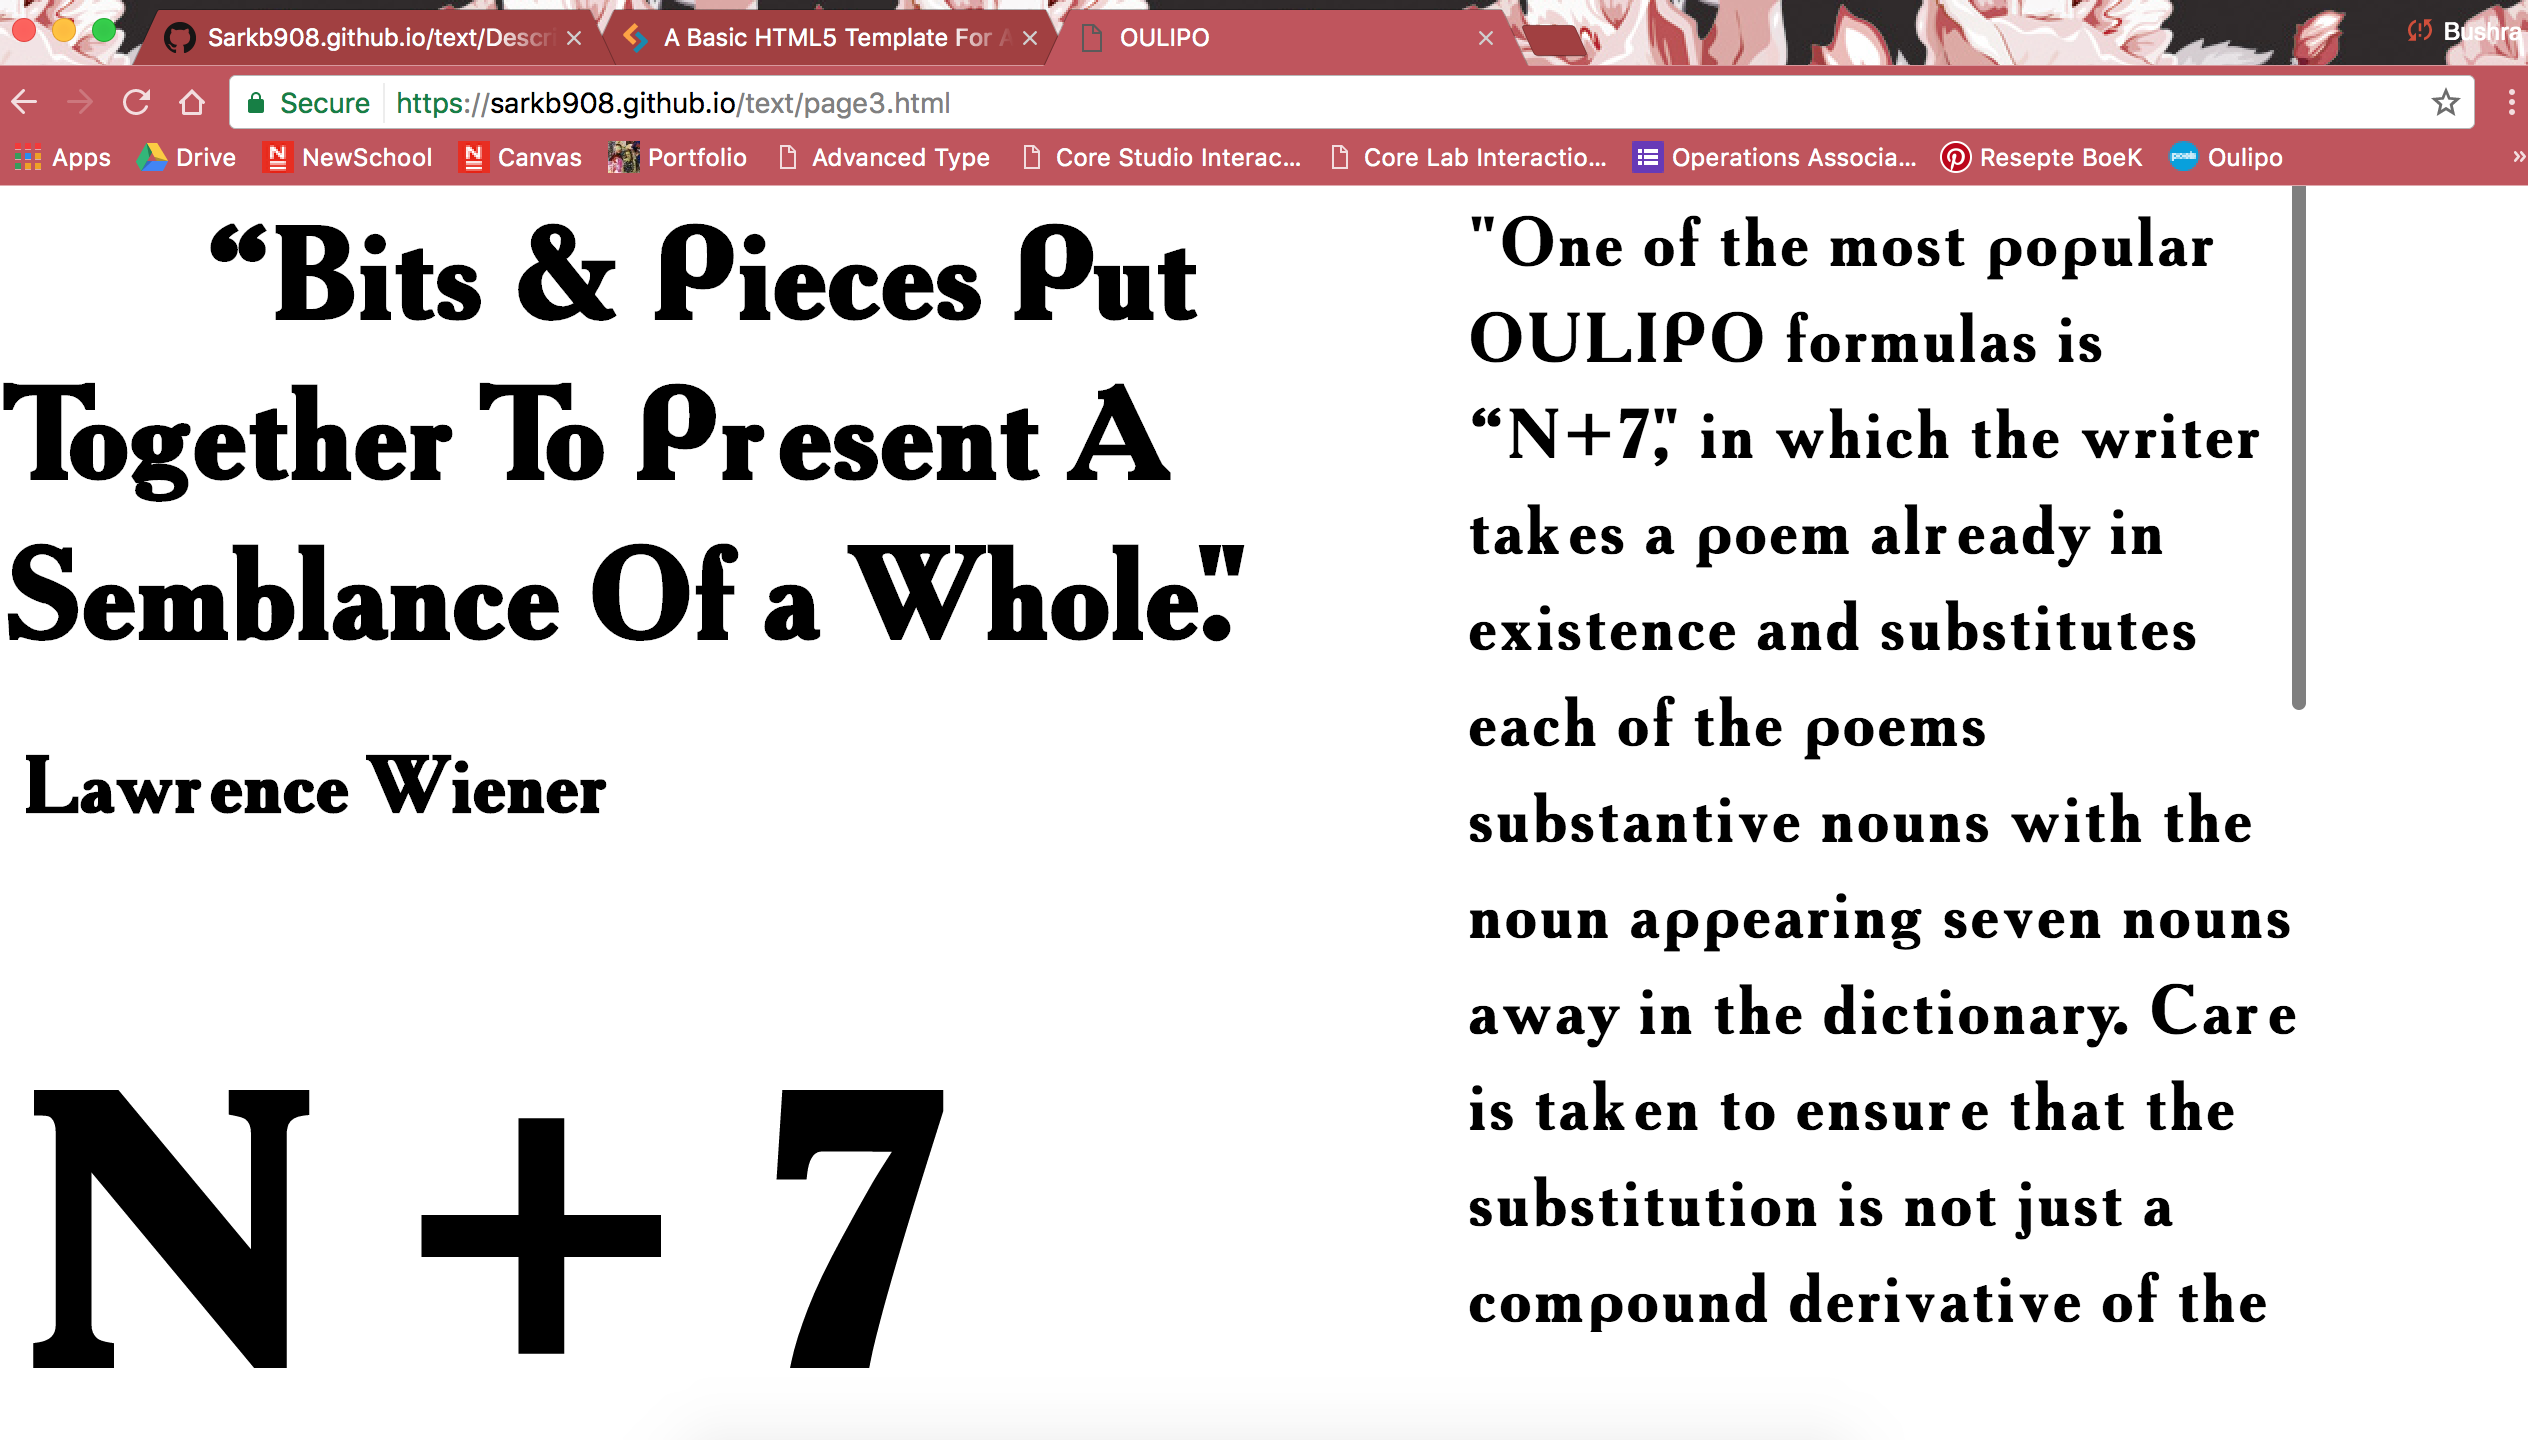 Sarkb908.github.io/text/Descri
A Basic HTML5 Template For A
OULIPO
Bushra
Secure
https://sarkb908.github.io/text/page3.html
Apps
Drive
NewSchool
Canvas
Portfolio
Advanced Type
Core Studio Interac...
Core Lab Interactio...
Operations Associa...
Resepte BoeK
Oulipo
“Bits & Pieces Put
Together To Present A
Semblance Of a Whole."
Lawrence Wiener
N + 7
"One of the most popular
OULIPO formulas is
“N+7," in which the writer
takes a poem already in
existence and substitutes
each of the poems
substantive nouns with the
noun appearing seven nouns
away in the dictionary. Care
is taken to ensure that the
substitution is not just a
compound derivative of the